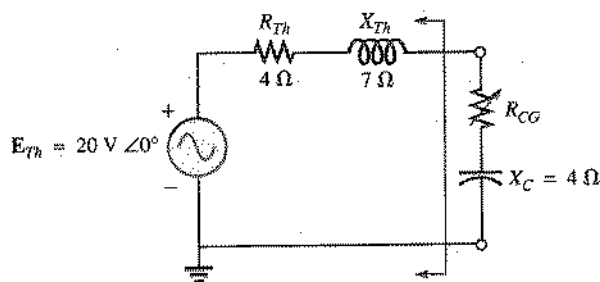 R_Th
X_Th
4 Ω
7 Ω
+
E_Th = 20 V ∠0°
−
R_CG
X_C = 4 Ω